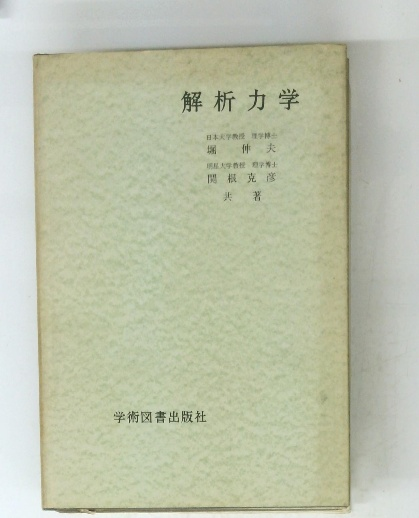 解析力学
日本大学教授 理学博士
堀 伸夫
明星大学教授 理学博士
関根克彦
共著
学術図書出版社